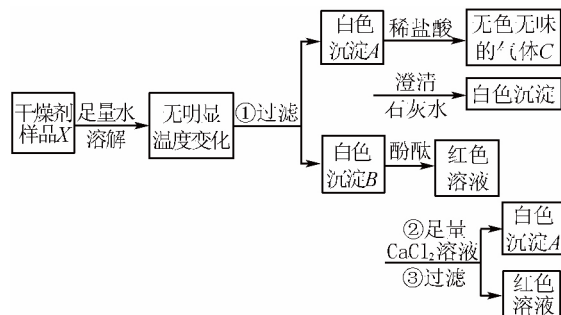 干燥剂
样品X
足量水
溶解
无明显
温度变化
①过滤
白色
沉淀A
稀盐酸
无色无味
的气体C
澄清
石灰水
白色沉淀
白色
沉淀B
酚酞
红色
溶液
②足量
CaCl₂溶液
③过滤
白色
沉淀A
红色
溶液